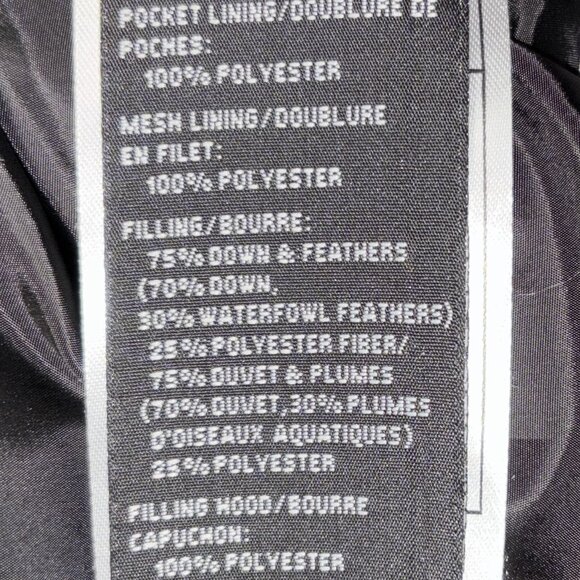 POCKET LINING/DOUBLURE DE
POCHES:
100% POLYESTER
MESH LINING/DOUBLURE
EN FILET:
100% POLYESTER
FILLING/BOURRE:
75% DOWN & FEATHERS
(70% DOWN,
30% WATERFOWL FEATHERS)
25% POLYESTER FIBER/
75% DUVET & PLUMES
(70% DUVET,30% PLUMES
D'OISEAUX AQUATIQUES)
25% POLYESTER
FILLING HOOD/BOURRE
CAPUCHON:
100% POLYESTER